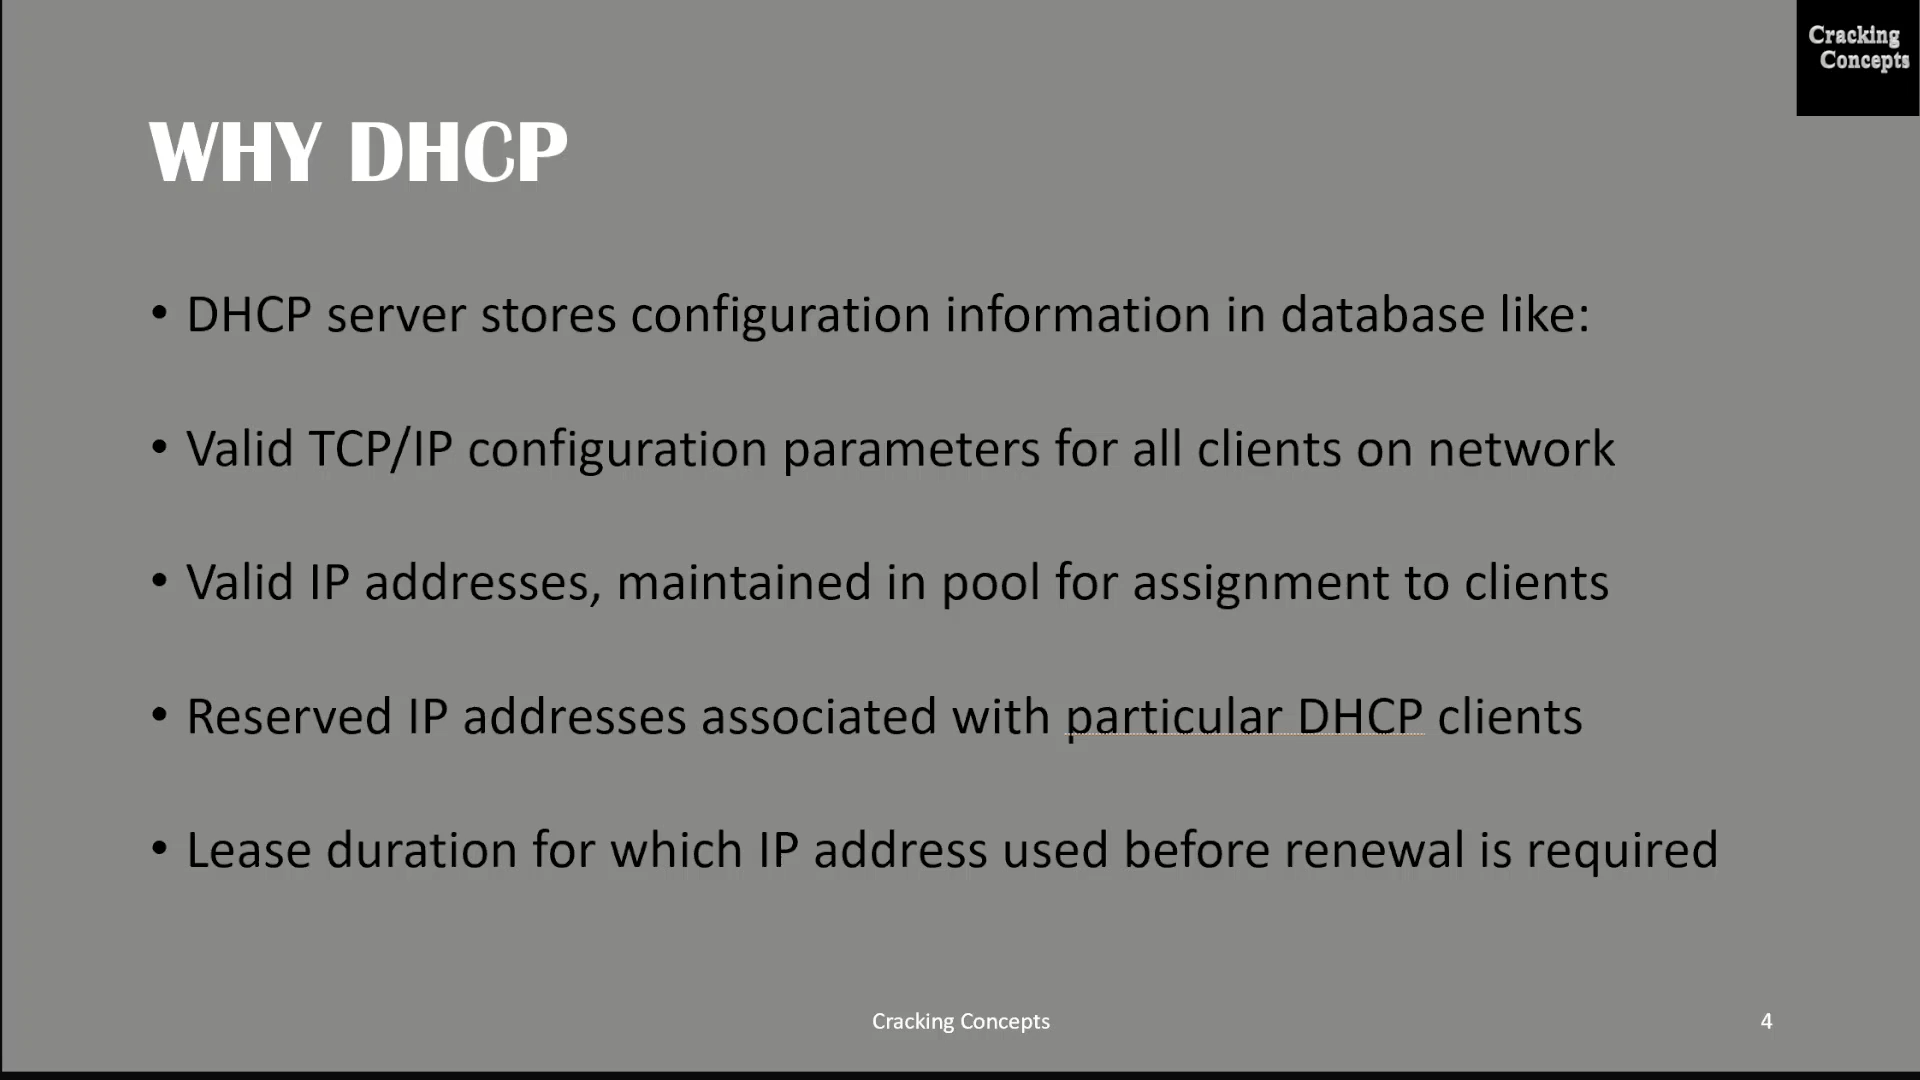 Cracking
Concepts
WHY DHCP
• DHCP server stores configuration information in database like:
• Valid TCP/IP configuration parameters for all clients on network
• Valid IP addresses, maintained in pool for assignment to clients
• Reserved IP addresses associated with particular DHCP clients
• Lease duration for which IP address used before renewal is required
Cracking Concepts
4